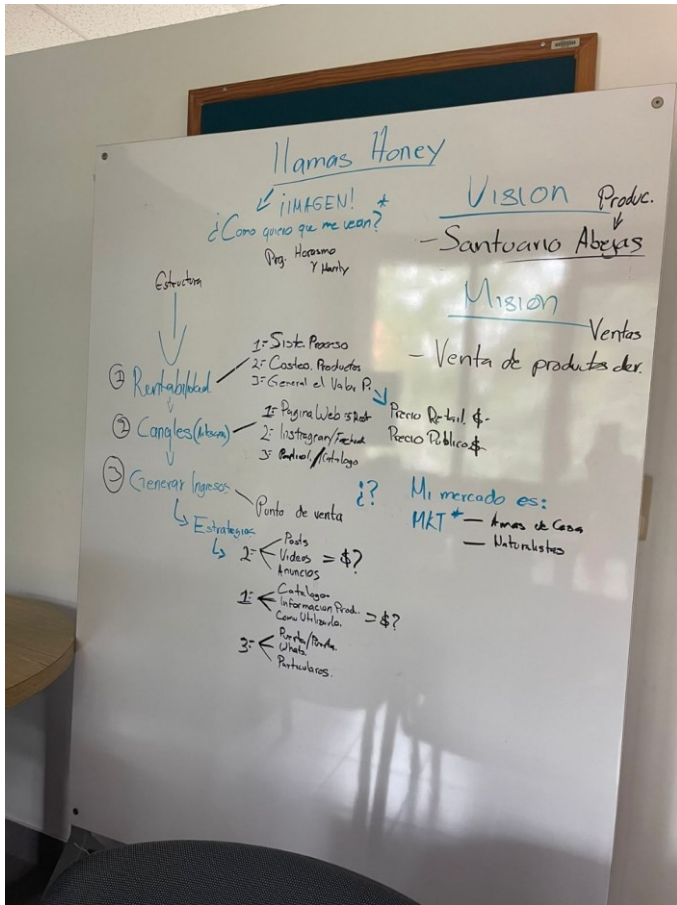 llamas Honey
¡IMAGEN! *
¿Como quiero que me vean?
Prg.
y
Vision
Produc.
- Santuario Abejas
Mision
Ventas
- Venta de productos der.
Estructura
① Rentabilidad
1:- Sist. Proceso
2:- Costeo. Productos
3:- General el Valor P.
Precio Retail. $-
Precio Publico $-
② Canales
1:- Pagina Web
2:- Instragran/
3: /Catalogo
③ Generar Ingresos
Punto de venta
Estrategias
2:-
Posts
Videos = $?
Anuncios
1:-
Catalogo
Informacion Prod. = $?
Como Utilizarlo.
3:-
Puerta/Puerta.
Whats.
Particulares.
¿?
Mi mercado es:
MKT * — Amas de Casa
— Naturalistas